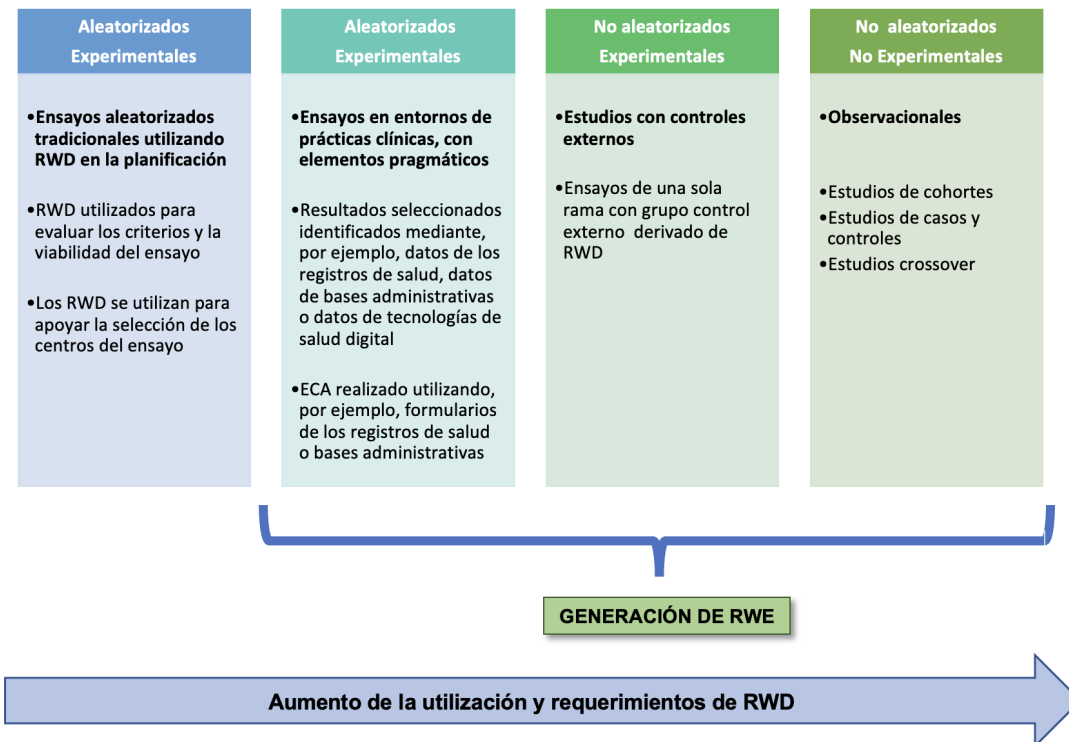 Aleatorizados
Experimentales
•Ensayos aleatorizados
tradicionales utilizando
RWD en la planificación
•RWD utilizados para
evaluar los criterios y la
viabilidad del ensayo
•Los RWD se utilizan para
apoyar la selección de los
centros del ensayo
Aleatorizados
Experimentales
•Ensayos en entornos de
prácticas clínicas, con
elementos pragmáticos
•Resultados seleccionados
identificados mediante,
por ejemplo, datos de los
registros de salud, datos
de bases administrativas
o datos de tecnologías de
salud digital
•ECA realizado utilizando,
por ejemplo, formularios
de los registros de salud
o bases administrativas
No aleatorizados
Experimentales
•Estudios con controles
externos
•Ensayos de una sola
rama con grupo control
externo derivado de
RWD
No aleatorizados
No Experimentales
•Observacionales
•Estudios de cohortes
•Estudios de casos y
controles
•Estudios crossover
GENERACIÓN DE RWE
Aumento de la utilización y requerimientos de RWD